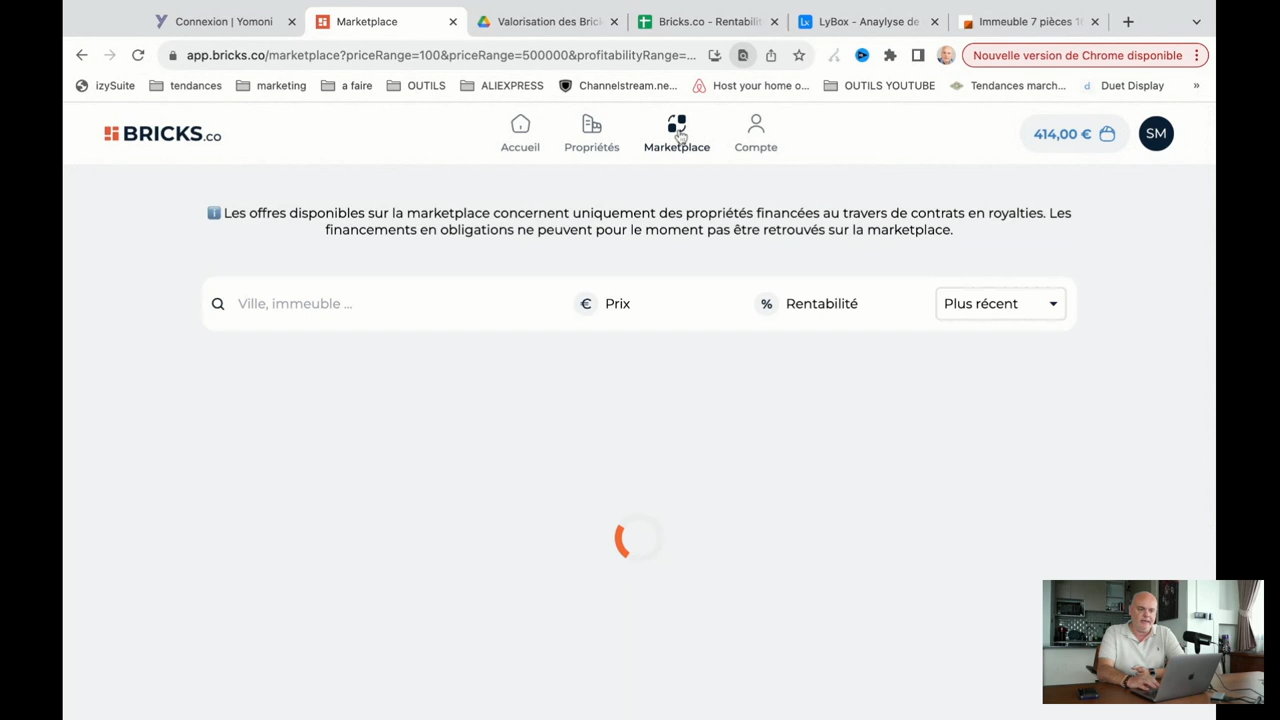 Connexion | Yomoni
Marketplace
Valorisation des Brick
Bricks.co - Rentabilit
LyBox - Anaylyse de
Immeuble 7 pièces
app.bricks.co/marketplace?priceRange=100&priceRange=500000&profitabilityRange=...
Nouvelle version de Chrome disponible
izySuite
tendances
marketing
a faire
OUTILS
ALIEXPRESS
Channelstream.ne...
Host your home o...
OUTILS YOUTUBE
Tendances march...
Duet Display
»
BRICKS.co
Accueil
Propriétés
Marketplace
Compte
414,00 €
SM
Les offres disponibles sur la marketplace concernent uniquement des propriétés financées au travers de contrats en royalties. Les
financements en obligations ne peuvent pour le moment pas être retrouvés sur la marketplace.
Ville, immeuble ...
€ Prix
% Rentabilité
Plus récent